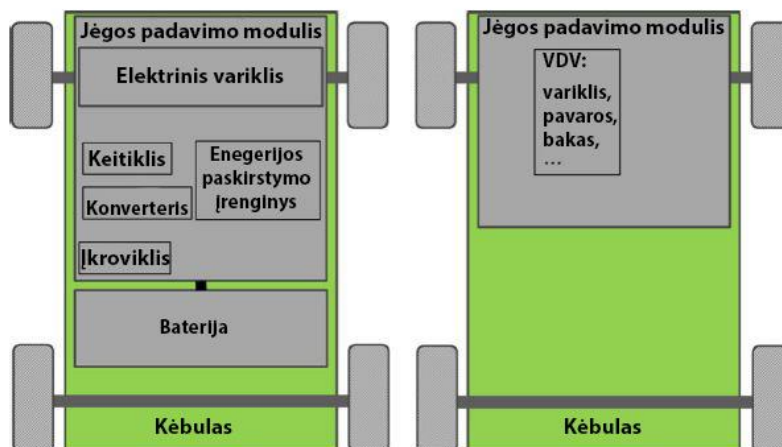 Jėgos padavimo modulis
Elektrinis variklis
Keitiklis
Enegerijos
paskirstymo
įrenginys
Konverteris
Įkroviklis
Baterija
Kėbulas
Jėgos padavimo modulis
VDV:
variklis,
pavaros,
bakas,
...
Kėbulas